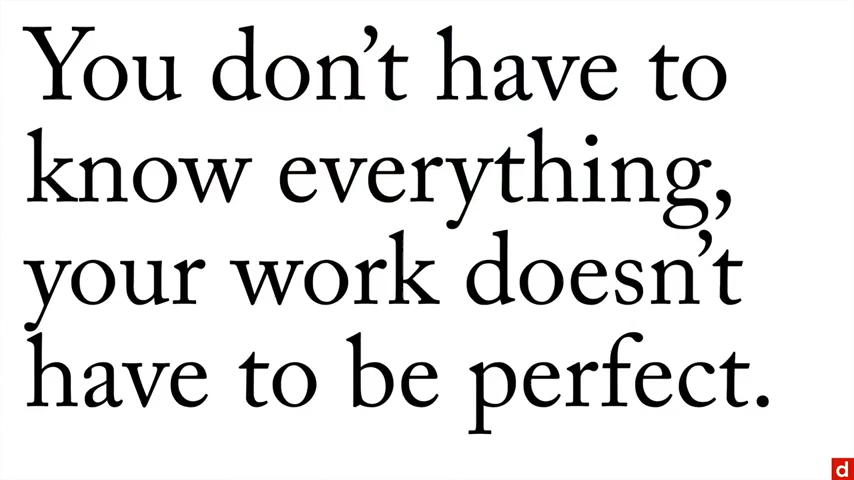 You don’t have to
know everything,
your work doesn’t
have to be perfect.
d